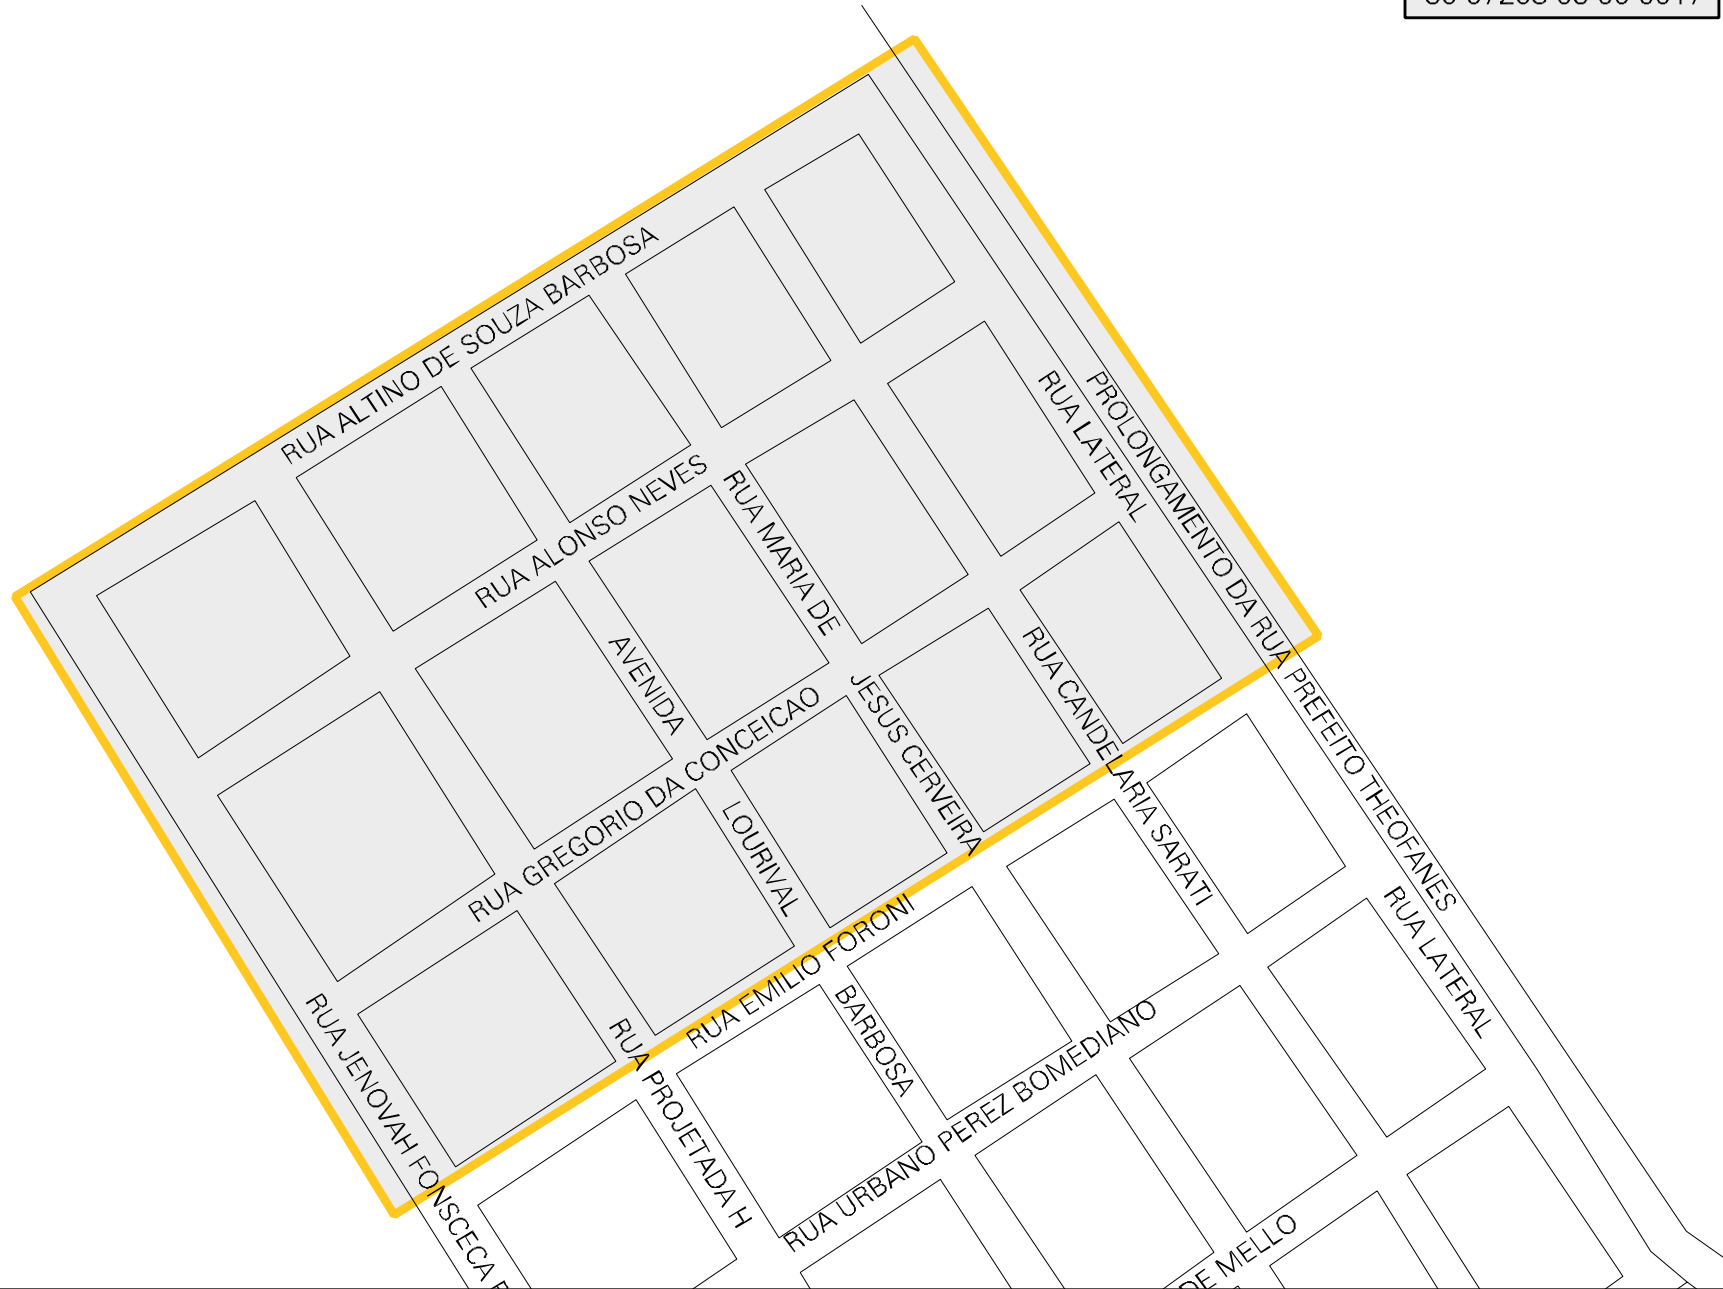 RUA ALTINO DE SOUZA BARBOSA
RUA ALONSO NEVES
RUA LATERAL
PROLONGAMENTO DA RUA PREFEITO THEOFANES
RUA MARIA DE
JESUS CERVEIRA
AVENIDA
LOURIVAL
BARBOSA
RUA CANDELARIA SARATI
RUA GREGORIO DA CONCEICAO
RUA EMILIO FORONI
RUA LATERAL
RUA JENOVAH FONSCECA
RUA PROJETADA H
RUA URBANO PEREZ BOMEDIANO
DE MELLO